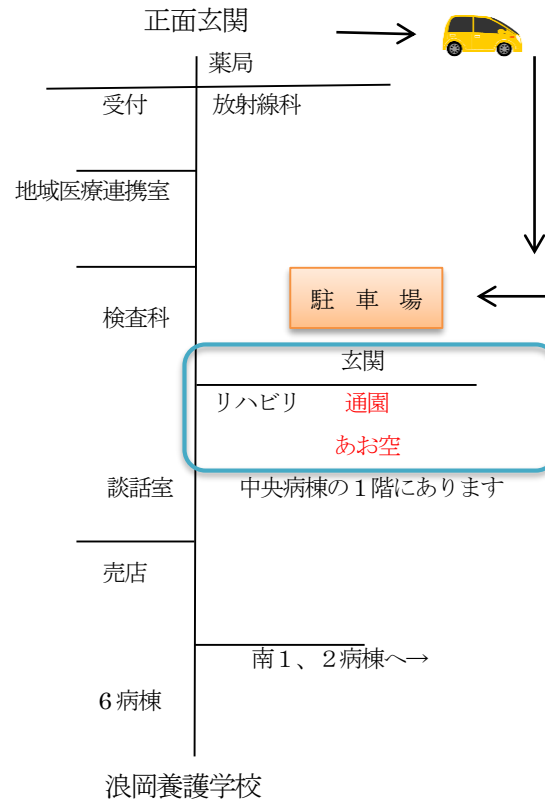 正面玄関
薬局
受付
放射線科
地域医療連携室
駐 車 場
検査科
玄関
リハビリ 通園
あお空
談話室
中央病棟の１階にあります
売店
南１、２病棟へ→
６病棟
浪岡養護学校